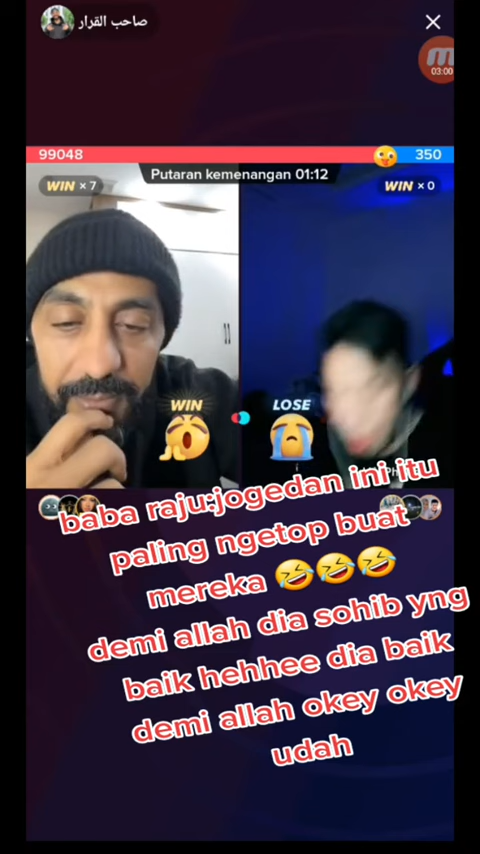 صاحب القرار
03:00
99048
350
Putaran kemenangan 01:12
WIN × 7
WIN × 0
WIN
LOSE
baba raju:jogedan ini itu
paling ngetop buat
mereka 🤣🤣🤣
demi allah dia sohib yng
baik hehhee dia baik
demi allah okey okey
udah